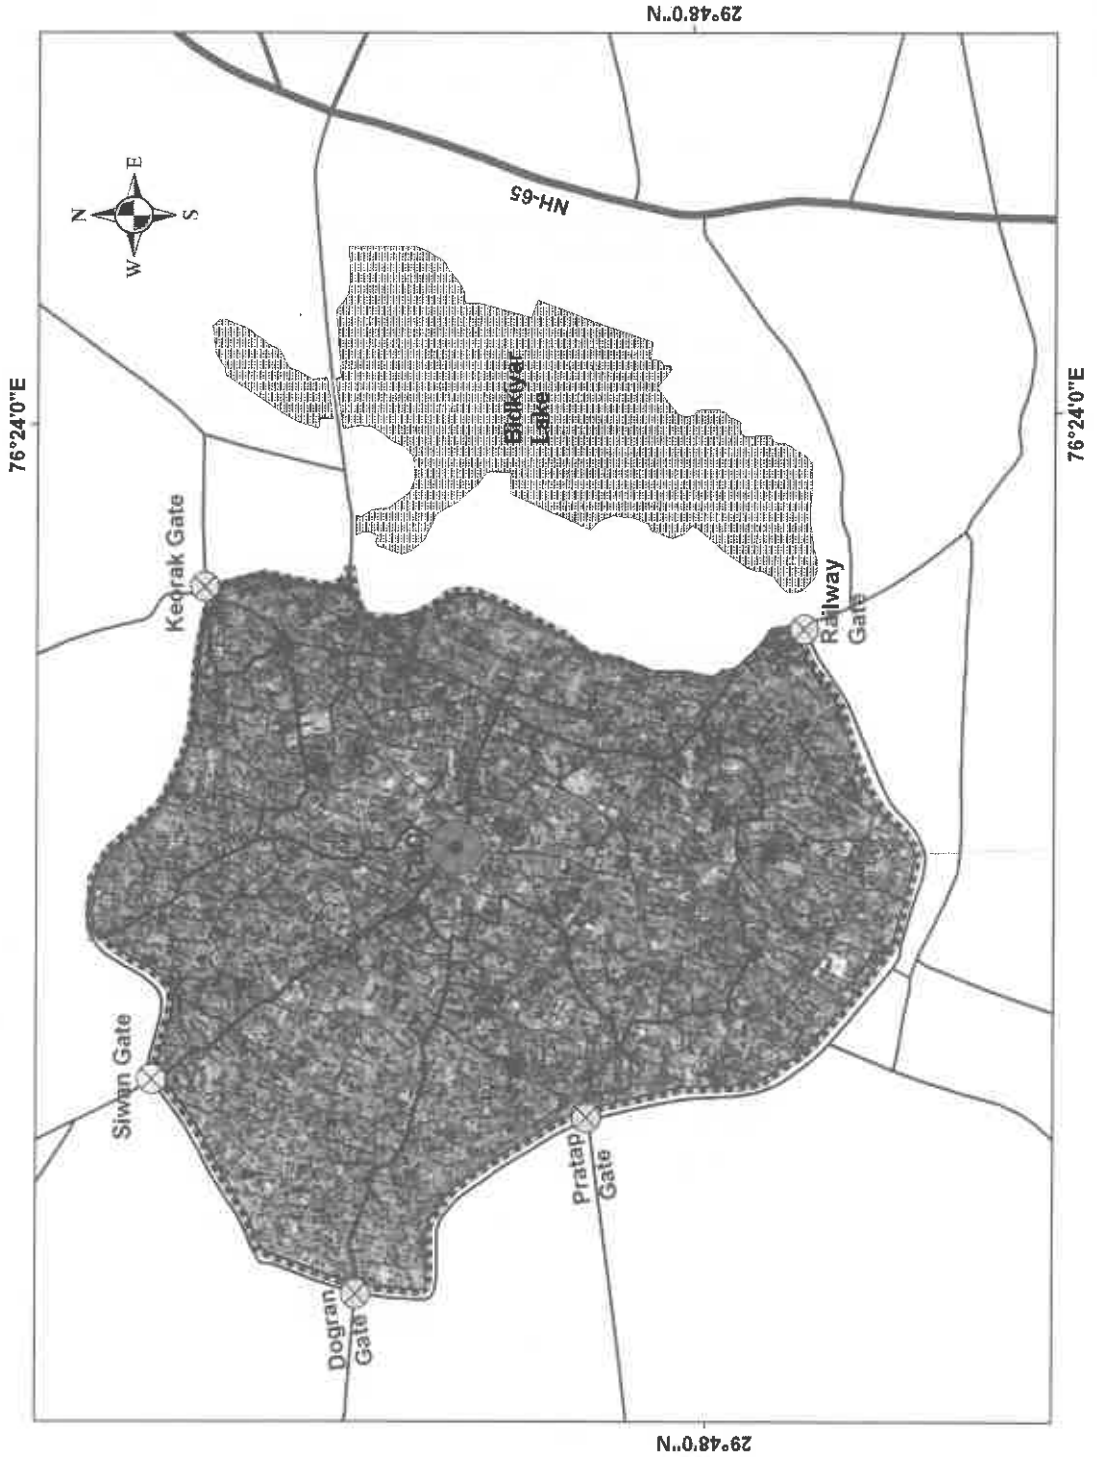 29°48'0"N
76°24'0"E
N
E
W
S
NH-65
Keorak Gate
Bidkiyar
Lake
Siwan Gate
Railway
Gate
Pratap
Gate
Dogran
Gate
76°24'0"E
29°48'0"N